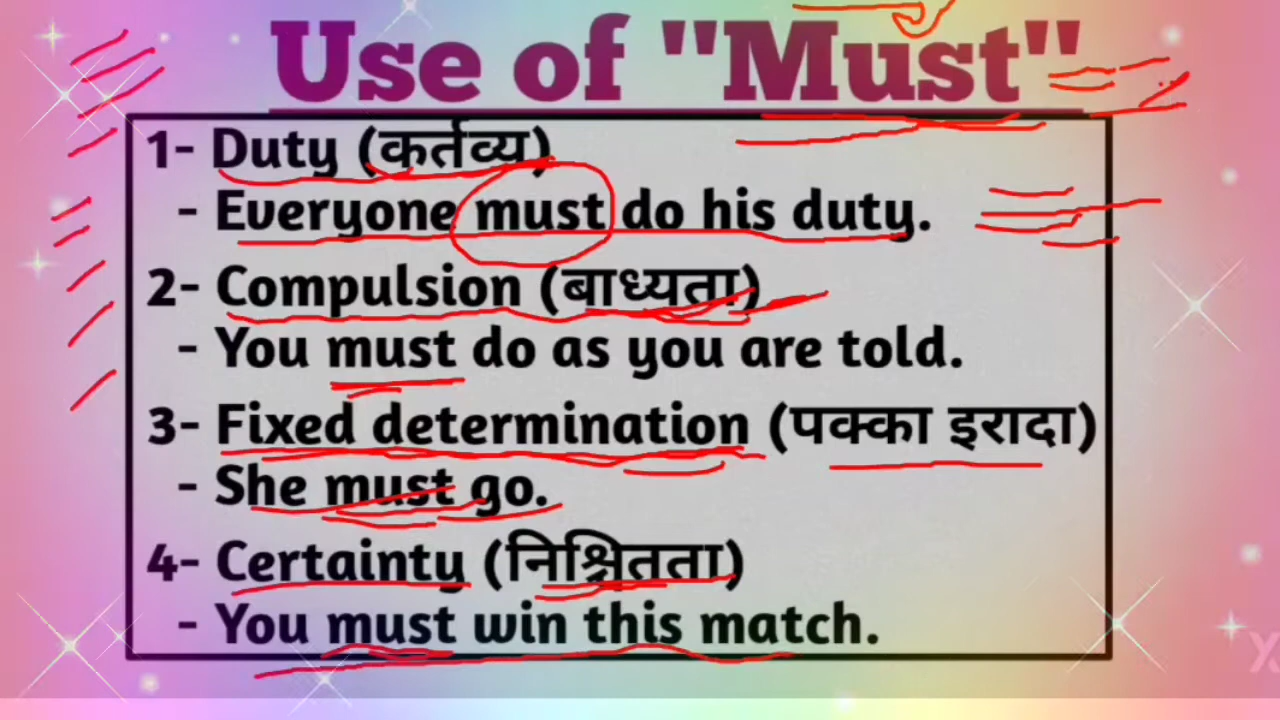 Use of "Must"
1- Duty (कर्तव्य)
- Everyone must do his duty.
2- Compulsion (बाध्यता)
- You must do as you are told.
3- Fixed determination (पक्का इरादा)
- She must go.
4- Certainty (निश्चितता)
- You must win this match.